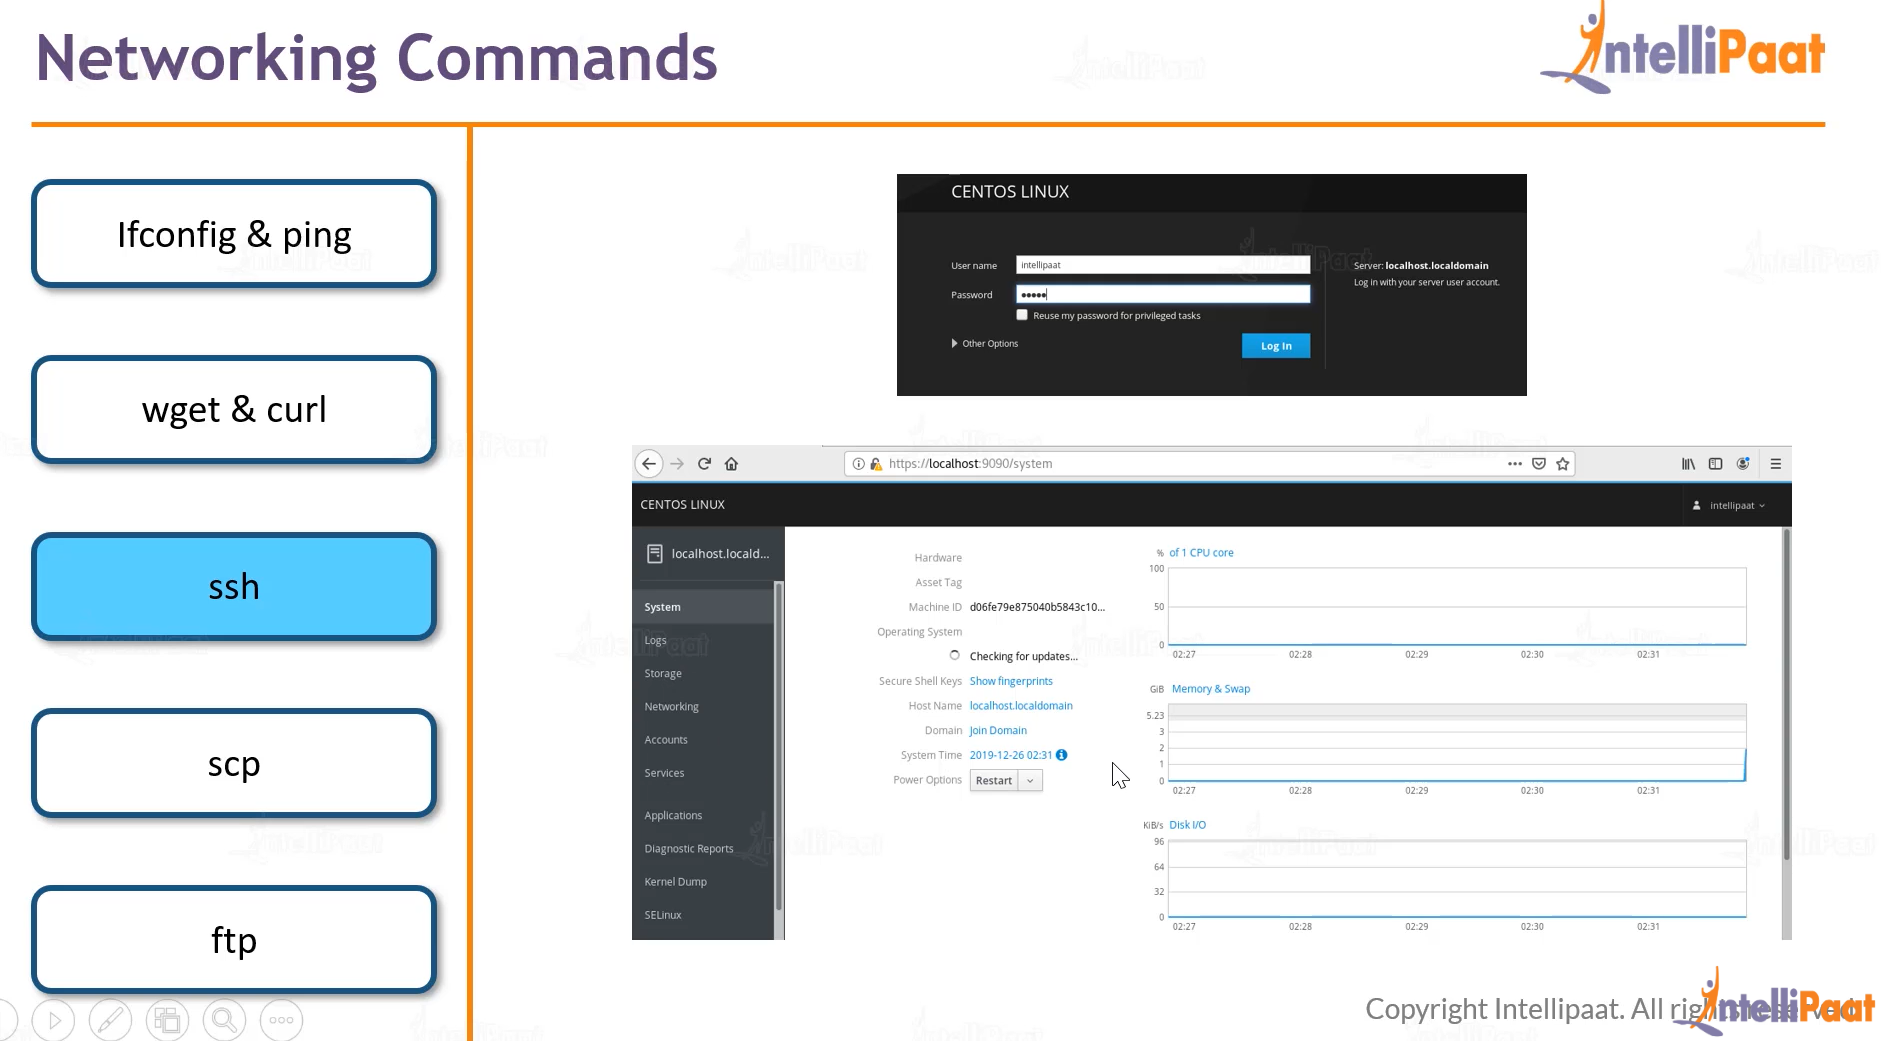 Networking Commands
IntelliPaat
Ifconfig & ping
wget & curl
ssh
scp
ftp
CENTOS LINUX
User name
intellipaat
Password
•••••
Reuse my password for privileged tasks
Other Options
Log In
Server: localhost.localdomain
Log in with your server user account.
https://localhost:9090/system
CENTOS LINUX
intellipaat
localhost.locald...
System
Logs
Storage
Networking
Accounts
Services
Applications
Diagnostic Reports
Kernel Dump
SELinux
Hardware
Asset Tag
Machine ID d06fe79e875040b5843c10...
Operating System
Checking for updates...
Secure Shell Keys Show fingerprints
Host Name localhost.localdomain
Domain Join Domain
System Time 2019-12-26 02:31
Power Options Restart
% of 1 CPU core
100
50
0
02:27 02:28 02:29 02:30 02:31
GiB Memory & Swap
5.23
3
2
1
0
02:27 02:28 02:29 02:30 02:31
KiB/s Disk I/O
96
64
32
0
02:27 02:28 02:29 02:30 02:31
Copyright Intellipaat. All
IntelliPaat